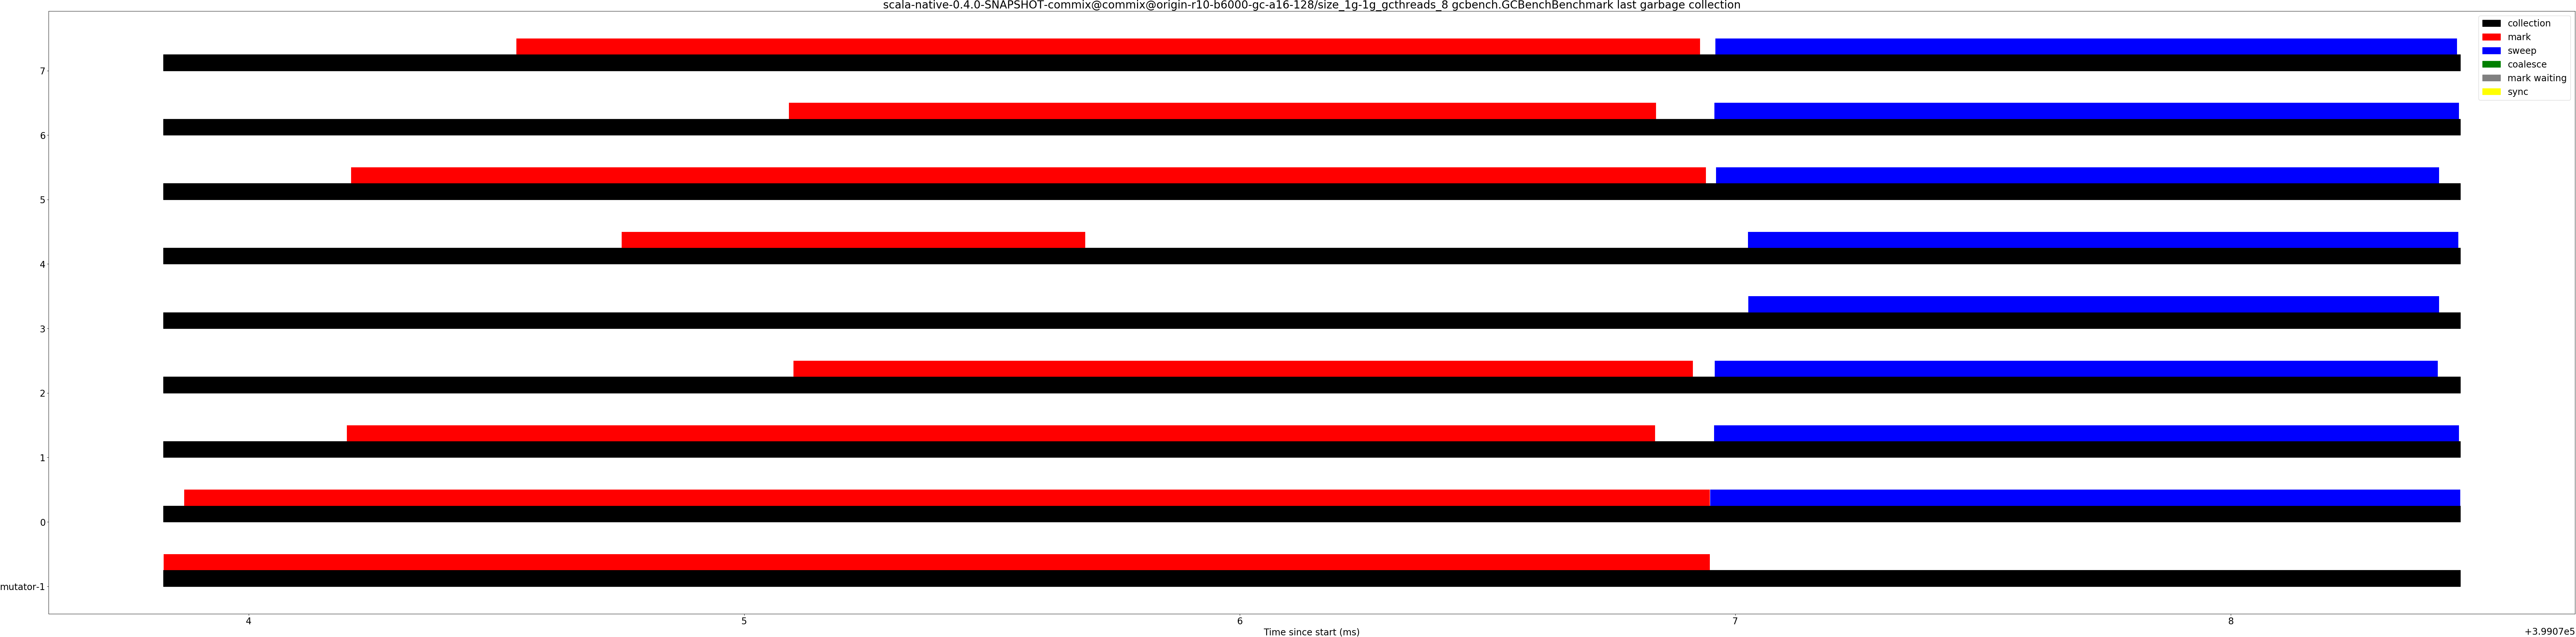 scala-native-0.4.0-SNAPSHOT-commix@commix@origin-r10-b6000-gc-a16-128/size_1g-1g_gcthreads_8 gcbench.GCBenchBenchmark last garbage collection
collection
mark
sweep
coalesce
mark waiting
sync
7
6
5
4
3
2
1
0
mutator-1
4 5 6 7 8
Time since start (ms)
+3.9907e5